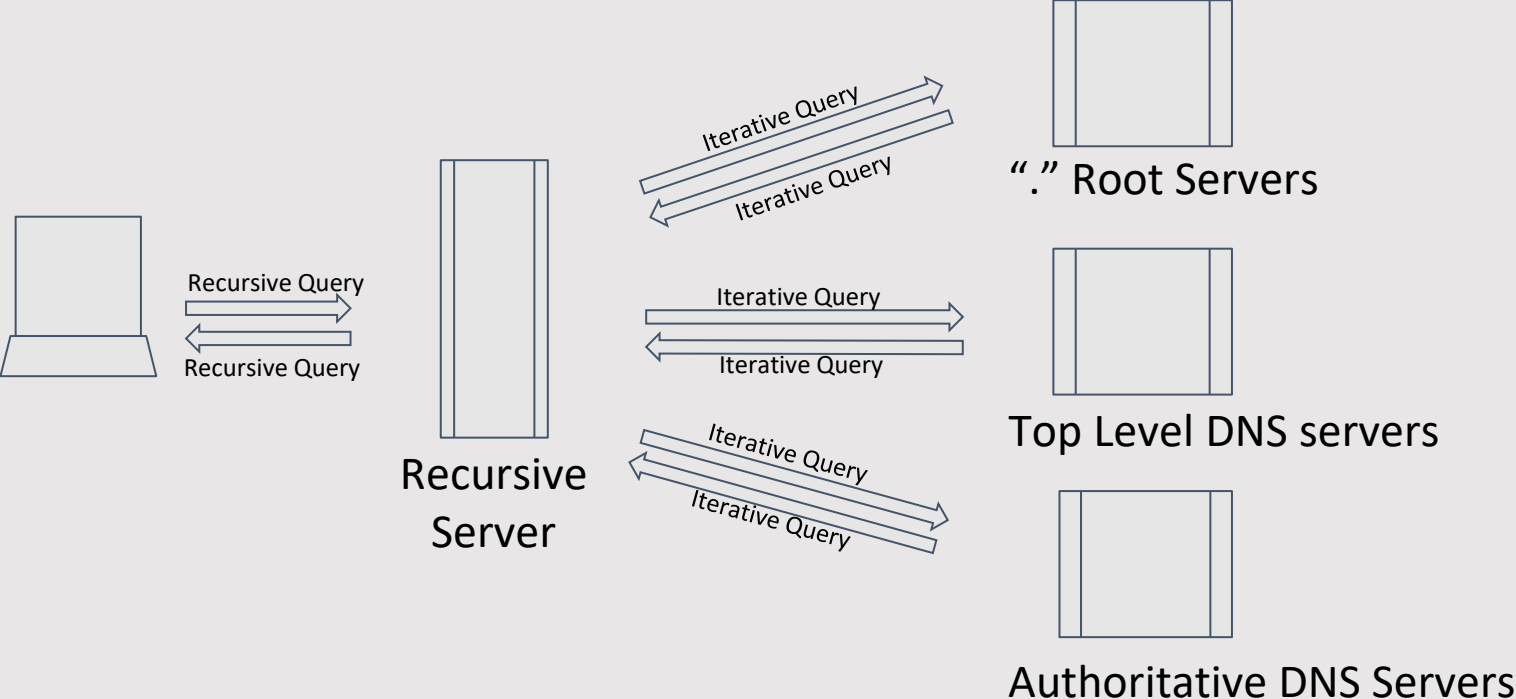 Iterative Query
Iterative Query
“.” Root Servers
Recursive Query
Recursive Query
Iterative Query
Iterative Query
Top Level DNS servers
Recursive
Server
Iterative Query
Iterative Query
Authoritative DNS Servers